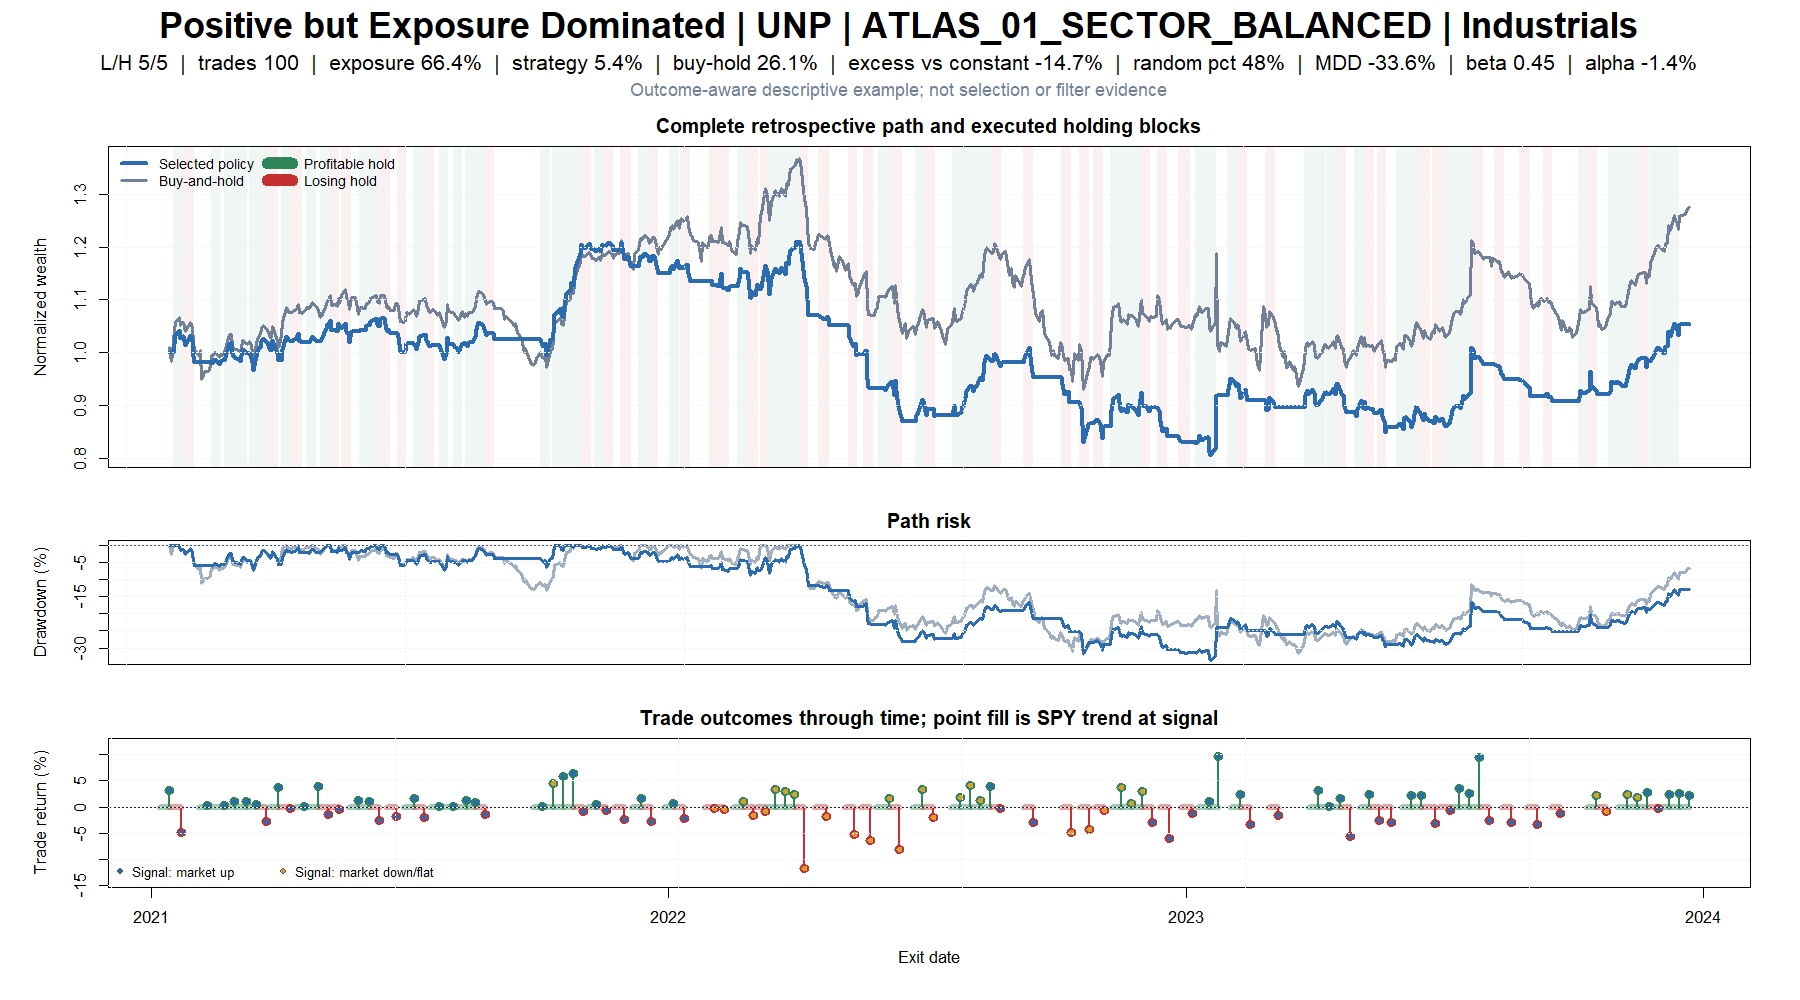 Positive but Exposure Dominated | UNP | ATLAS_01_SECTOR_BALANCED | Industrials
L/H 5/5 | trades 100 | exposure 66.4% | strategy 5.4% | buy-hold 26.1% | excess vs constant -14.7% | random pct 48% | MDD -33.6% | beta 0.45 | alpha -1.4%
Outcome-aware descriptive example; not selection or filter evidence
Complete retrospective path and executed holding blocks
Selected policy
Profitable hold
Buy-and-hold
Losing hold
Normalized wealth
1.3
1.2
1.1
1.0
0.9
0.8
Path risk
Drawdown (%)
-5
-15
-30
Trade outcomes through time; point fill is SPY trend at signal
Trade return (%)
5
0
-5
-15
Signal: market up
Signal: market down/flat
2021
2022
2023
2024
Exit date